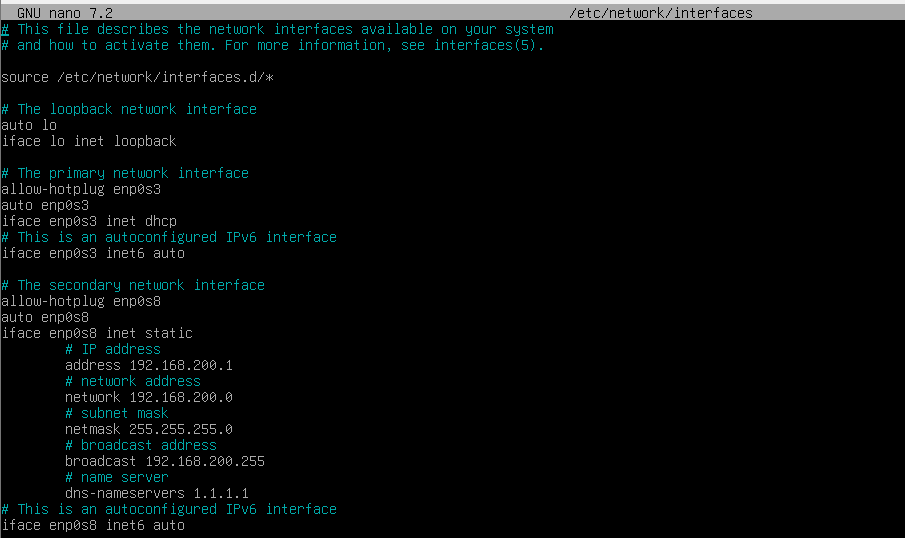 GNU nano 7.2 /etc/network/interfaces
# This file describes the network interfaces available on your system
# and how to activate them. For more information, see interfaces(5).
source /etc/network/interfaces.d/*
# The loopback network interface
auto lo
iface lo inet loopback
# The primary network interface
allow-hotplug enp0s3
auto enp0s3
iface enp0s3 inet dhcp
# This is an autoconfigured IPv6 interface
iface enp0s3 inet6 auto
# The secondary network interface
allow-hotplug enp0s8
auto enp0s8
iface enp0s8 inet static
# IP address
address 192.168.200.1
# network address
network 192.168.200.0
# subnet mask
netmask 255.255.255.0
# broadcast address
broadcast 192.168.200.255
# name server
dns-nameservers 1.1.1.1
# This is an autoconfigured IPv6 interface
iface enp0s8 inet6 auto